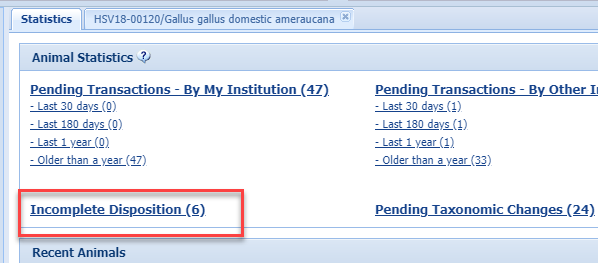 Statistics HSV18-00120/Gallus gallus domestic ameraucana
Animal Statistics ?
Pending Transactions - By My Institution (47) Pending Transactions - By Other I
- Last 30 days (0) - Last 30 days (1)
- Last 180 days (0) - Last 180 days (1)
- Last 1 year (0) - Last 1 year (1)
- Older than a year (47) - Older than a year (33)
Incomplete Disposition (6) Pending Taxonomic Changes (24)
Recent Animals